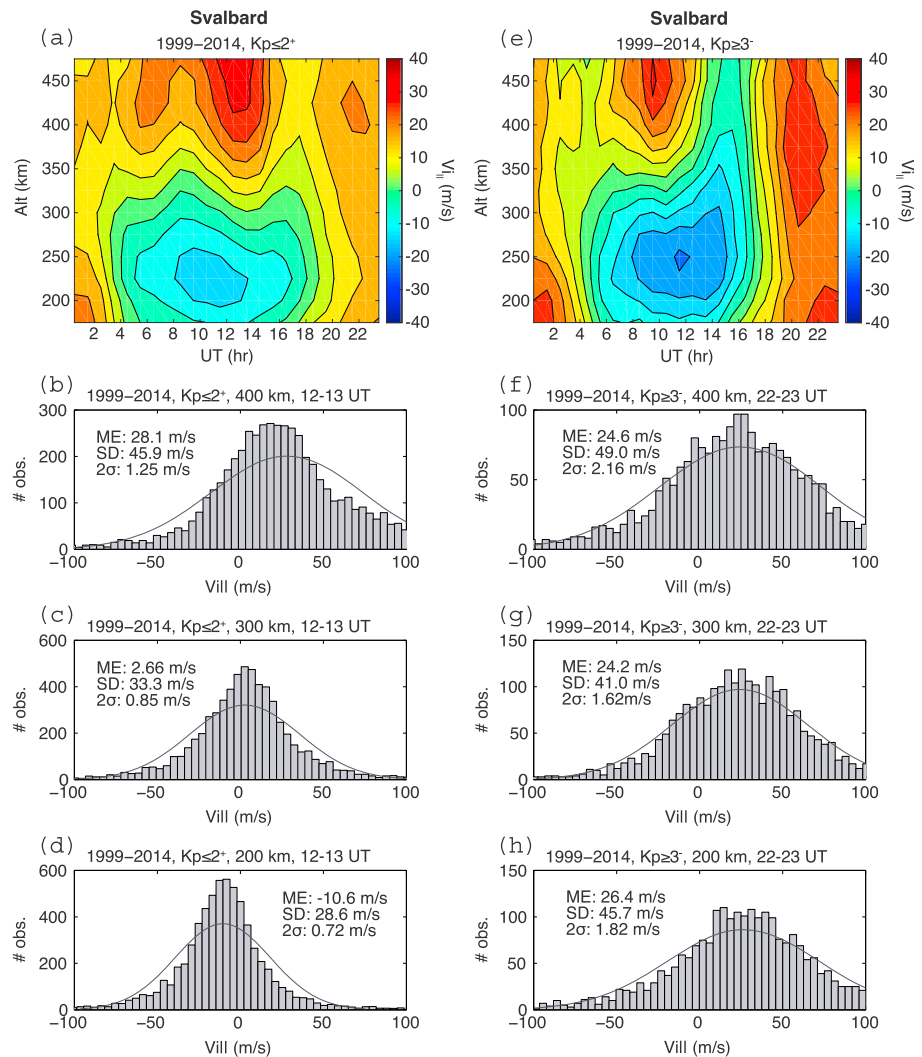 Svalbard
(a)
1999−2014, Kp≤2⁺
450
400
350
300
250
200
Alt (km)
2 4 6 8 10 12 14 16 18 20 22
UT (hr)
40
30
20
10
0
-10
-20
-30
-40
VI|| (m/s)
Svalbard
(e)
1999−2014, Kp≥3⁻
450
400
350
300
250
200
Alt (km)
2 4 6 8 10 12 14 16 18 20 22
UT (hr)
40
30
20
10
0
-10
-20
-30
-40
VI|| (m/s)
(b)
1999−2014, Kp≤2⁺, 400 km, 12-13 UT
300
200
100
0
# obs.
ME: 28.1 m/s
SD: 45.9 m/s
2σ: 1.25 m/s
−100 −50 0 50 100
Vill (m/s)
(f)
1999−2014, Kp≥3⁻, 400 km, 22-23 UT
100
50
0
# obs.
ME: 24.6 m/s
SD: 49.0 m/s
2σ: 2.16 m/s
−100 −50 0 50 100
Vill (m/s)
(c)
1999−2014, Kp≤2⁺, 300 km, 12-13 UT
600
400
200
0
# obs.
ME: 2.66 m/s
SD: 33.3 m/s
2σ: 0.85 m/s
−100 −50 0 50 100
Vill (m/s)
(g)
1999−2014, Kp≥3⁻, 300 km, 22-23 UT
150
100
50
0
# obs.
ME: 24.2 m/s
SD: 41.0 m/s
2σ: 1.62m/s
−100 −50 0 50 100
Vill (m/s)
(d)
1999−2014, Kp≤2⁺, 200 km, 12-13 UT
600
400
200
0
# obs.
ME: -10.6 m/s
SD: 28.6 m/s
2σ: 0.72 m/s
−100 −50 0 50 100
Vill (m/s)
(h)
1999−2014, Kp≥3⁻, 200 km, 22-23 UT
150
100
50
0
# obs.
ME: 26.4 m/s
SD: 45.7 m/s
2σ: 1.82 m/s
−100 −50 0 50 100
Vill (m/s)